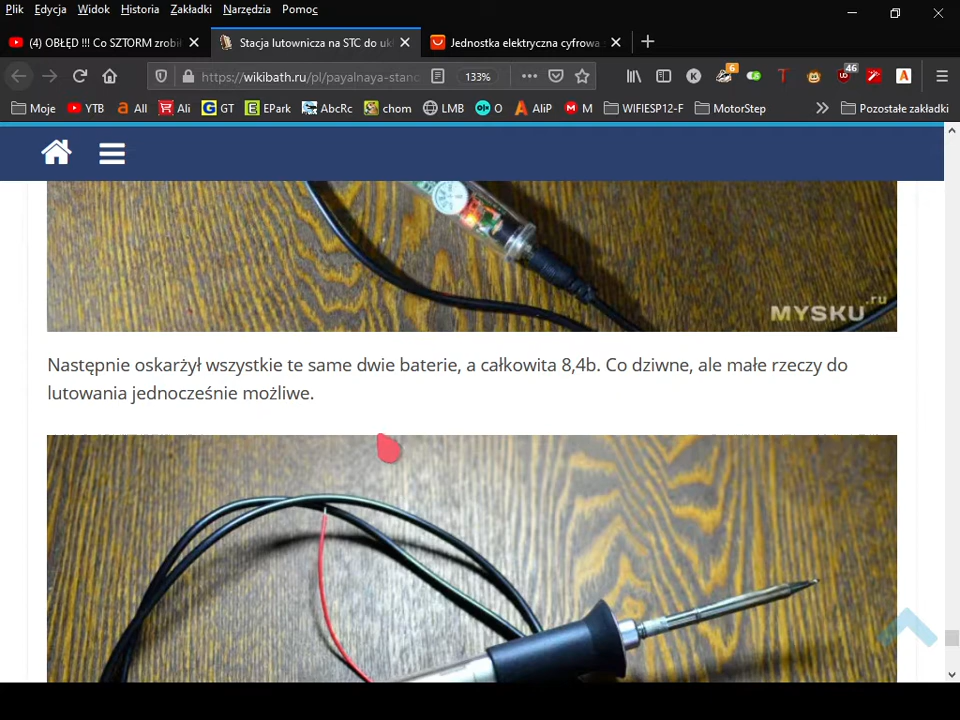 Plik Edycja Widok Historia Zakładki Narzędzia Pomoc
(4) OBŁĘD !!! Co SZTORM zrobił
Stacja lutownicza na STC do uk
Jednostka elektryczna cyfrowa
https://wikibath.ru/pl/payalnaya-stanc
133%
K
6
T
46
A
Moje YTB a All Ali G GT E EPark AbcRc chom LMB olx O AliP M M WIFIESP12-F MotorStep Pozostałe zakładki
MYSKU.ru
Następnie oskarżył wszystkie te same dwie baterie, a całkowita 8,4b. Co dziwne, ale małe rzeczy do
lutowania jednocześnie możliwe.